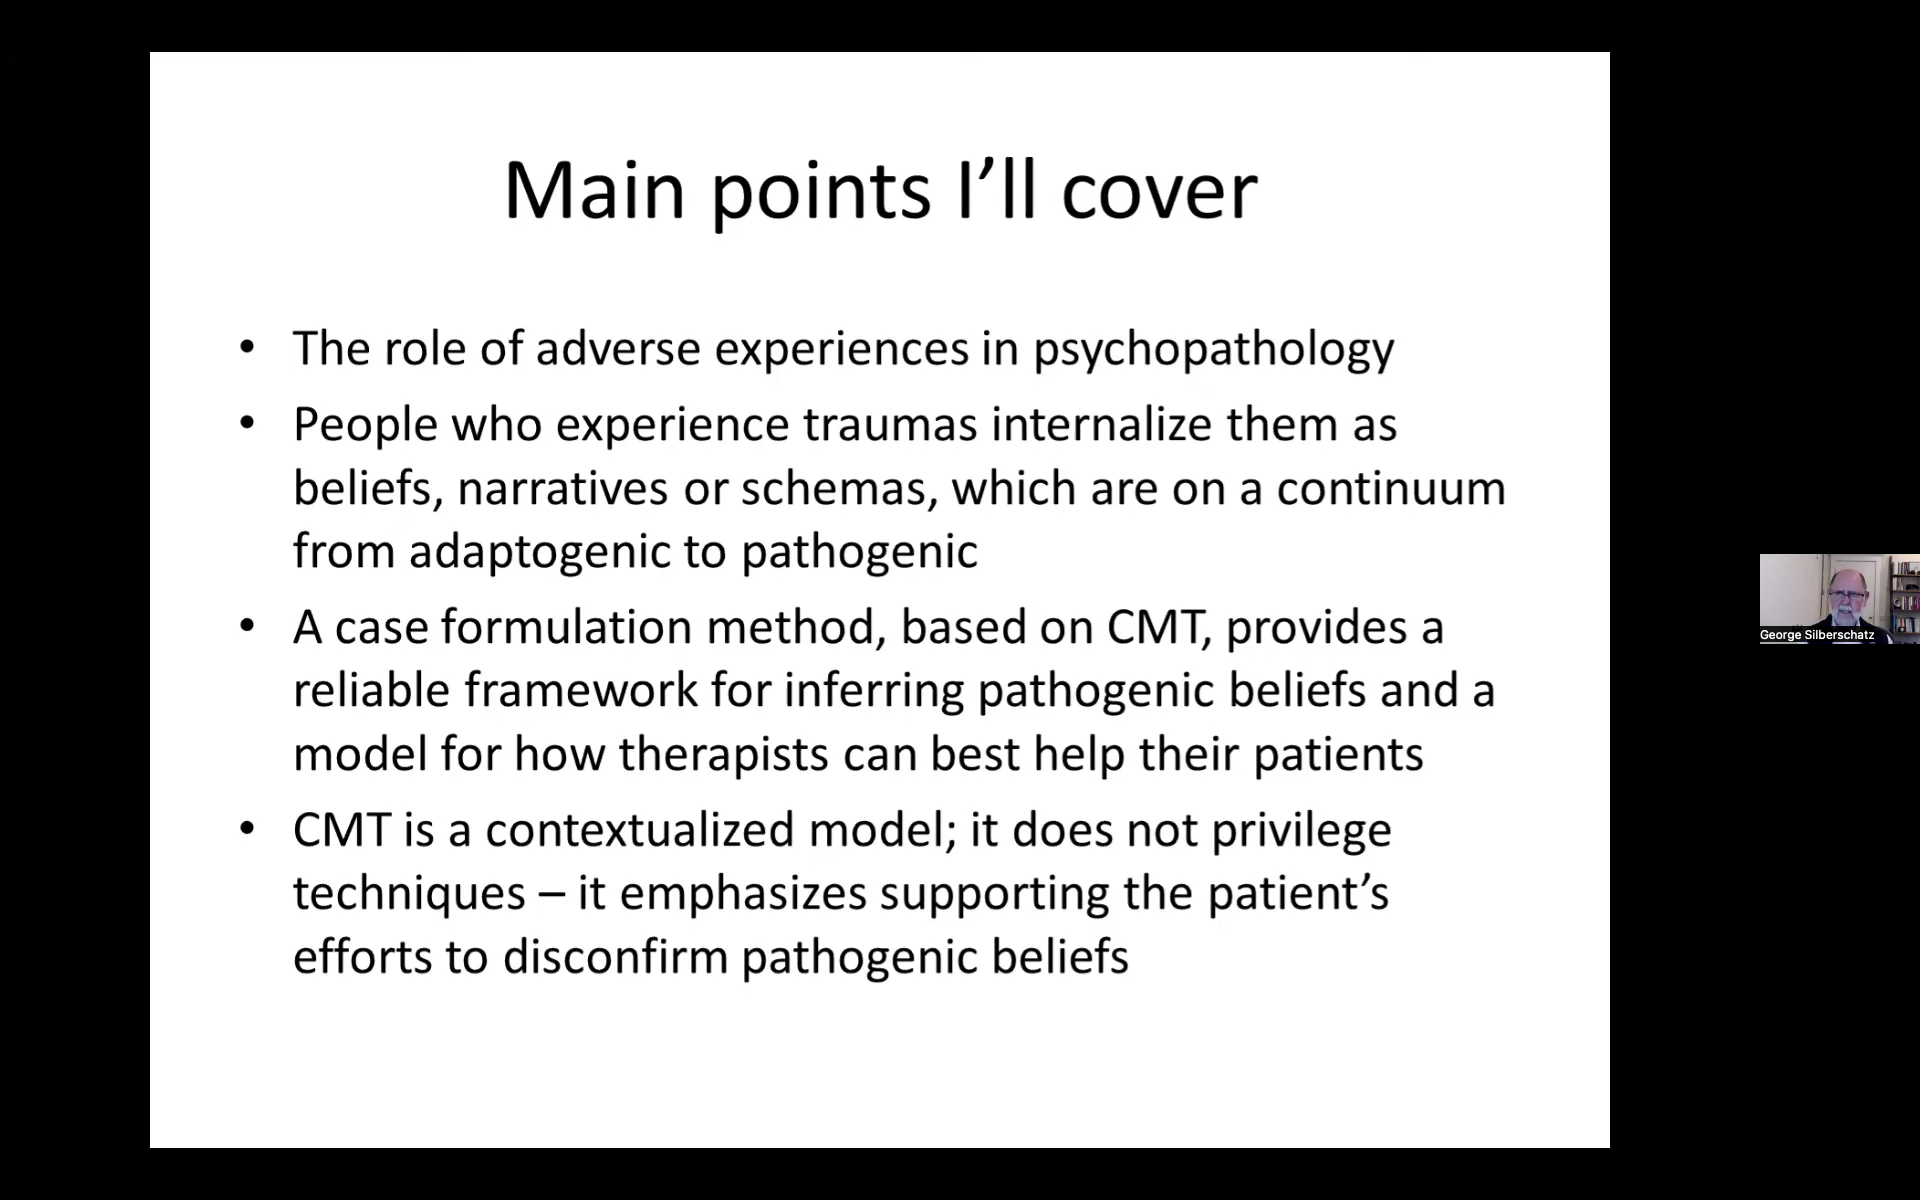 Main points I’ll cover
• The role of adverse experiences in psychopathology
• People who experience traumas internalize them as
beliefs, narratives or schemas, which are on a continuum
from adaptogenic to pathogenic
• A case formulation method, based on CMT, provides a
reliable framework for inferring pathogenic beliefs and a
model for how therapists can best help their patients
• CMT is a contextualized model; it does not privilege
techniques – it emphasizes supporting the patient’s
efforts to disconfirm pathogenic beliefs
George Silberschatz